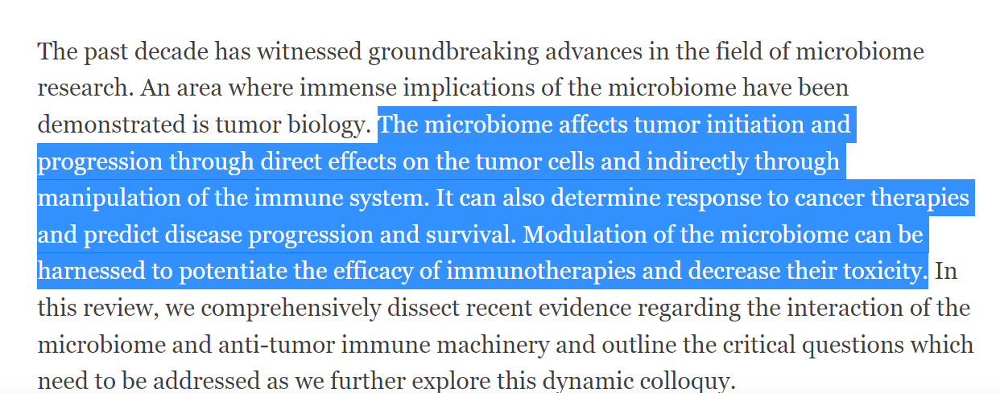 The past decade has witnessed groundbreaking advances in the field of microbiome
research. An area where immense implications of the microbiome have been
demonstrated is tumor biology. The microbiome affects tumor initiation and
progression through direct effects on the tumor cells and indirectly through
manipulation of the immune system. It can also determine response to cancer therapies
and predict disease progression and survival. Modulation of the microbiome can be
harnessed to potentiate the efficacy of immunotherapies and decrease their toxicity. In
this review, we comprehensively dissect recent evidence regarding the interaction of the
microbiome and anti-tumor immune machinery and outline the critical questions which
need to be addressed as we further explore this dynamic colloquy.